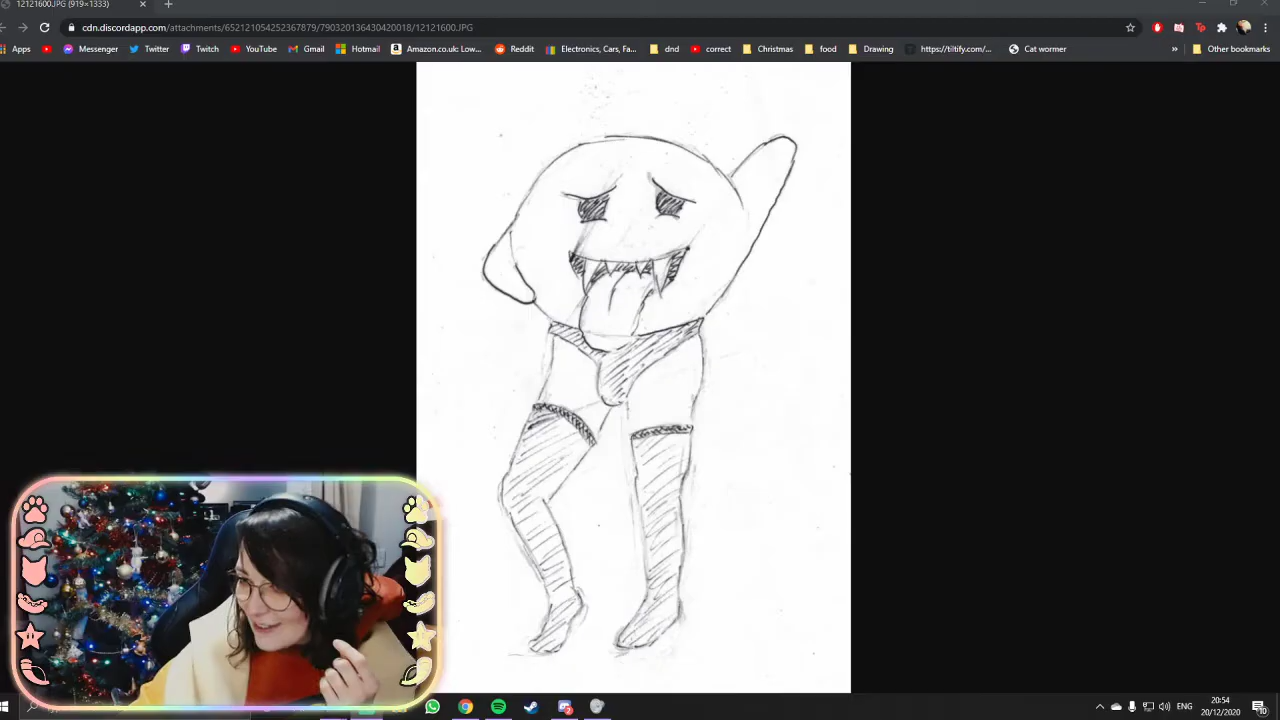 12121600.JPG (919×1333)
cdn.discordapp.com/attachments/652121054252367879/790320136430420018/12121600.JPG
Apps
Messenger
Twitter
Twitch
YouTube
Gmail
Hotmail
Amazon.co.uk: Low...
Reddit
Electronics, Cars, Fa...
dnd
correct
Christmas
food
Drawing
https://tiltify.com/...
Cat wormer
»
Other bookmarks
ENG
20:54
20/12/2020